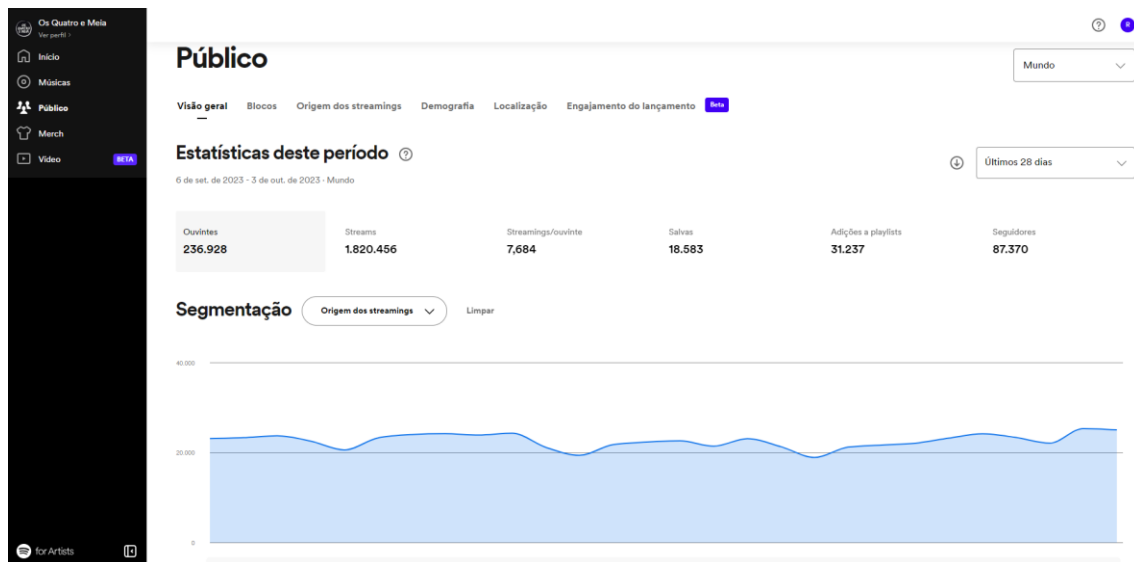 Os Quatro e Meia
Ver perfil >
Início
Músicas
Público
Merch
Vídeo BETA
for Artists
R
Público
Mundo
Visão geral Blocos Origem dos streamings Demografia Localização Engajamento do lançamento Beta
Estatísticas deste período
6 de set. de 2023 - 3 de out. de 2023 · Mundo
Últimos 28 dias
Ouvintes Streams Streamings/ouvinte Salvas Adições a playlists Seguidores
236.928 1.820.456 7,684 18.583 31.237 87.370
Segmentação Origem dos streamings Limpar
40.000
20.000
0